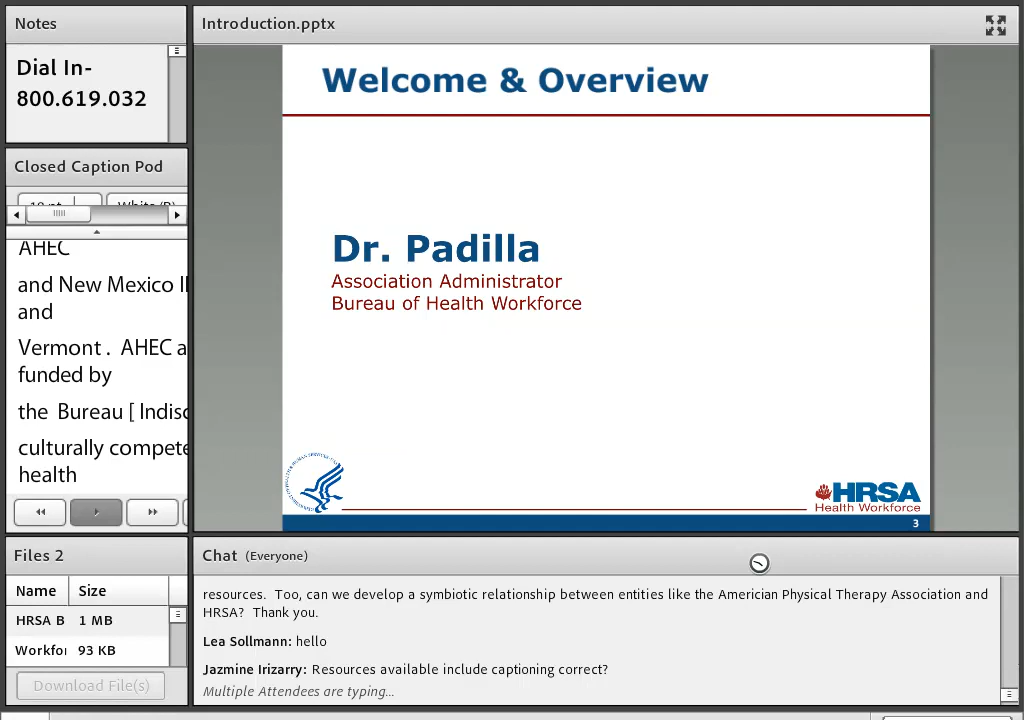 Notes
Dial In-
800.619.032
Closed Caption Pod
AHEC
and New Mexico
and
Vermont . AHEC a
funded by
the Bureau [ Indisc
culturally compete
health
Files 2
Name Size
HRSA B 1 MB
Workfo 93 KB
Download File(s)
Introduction.pptx
Welcome & Overview
Dr. Padilla
Association Administrator
Bureau of Health Workforce
HRSA
Health Workforce
3
Chat (Everyone)
resources. Too, can we develop a symbiotic relationship between entities like the Americian Physical Therapy Association and
HRSA? Thank you.
Lea Sollmann: hello
Jazmine Irizarry: Resources available include captioning correct?
Multiple Attendees are typing...